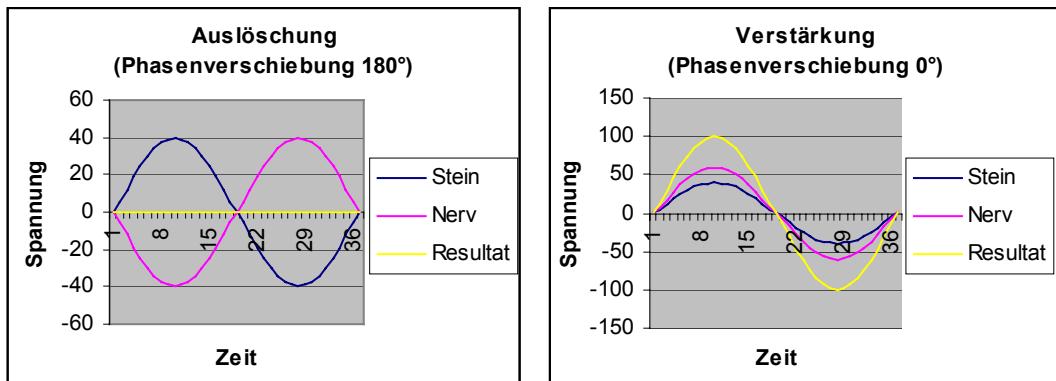 Auslöschung
(Phasenverschiebung 180°)
60
40
20
0
-20
-40
-60
1
8
15
22
29
36
Spannung
Zeit
Stein
Nerv
Resultat
Verstärkung
(Phasenverschiebung 0°)
150
100
50
0
-50
-100
-150
1
8
15
22
29
36
Spannung
Zeit
Stein
Nerv
Resultat